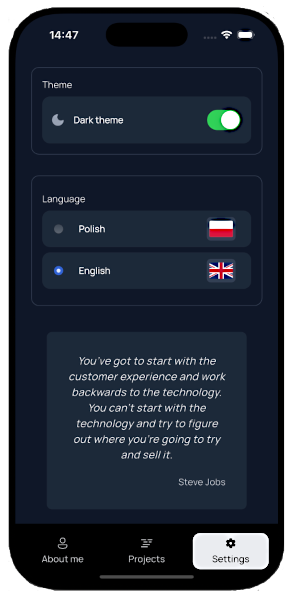 14:47
Theme
Dark theme
Language
Polish
English
You've got to start with the
customer experience and work
backwards to the technology.
You can't start with the
technology and try to figure
out where you're going to try
and sell it.
Steve Jobs
About me
Projects
Settings